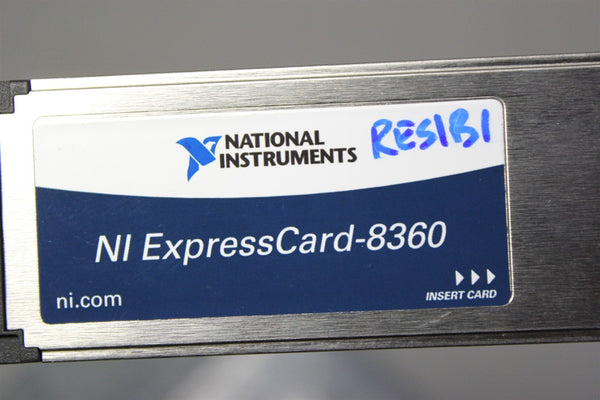 NATIONAL
INSTRUMENTS
RESIBI
NI ExpressCard-8360
ni.com
INSERT CARD